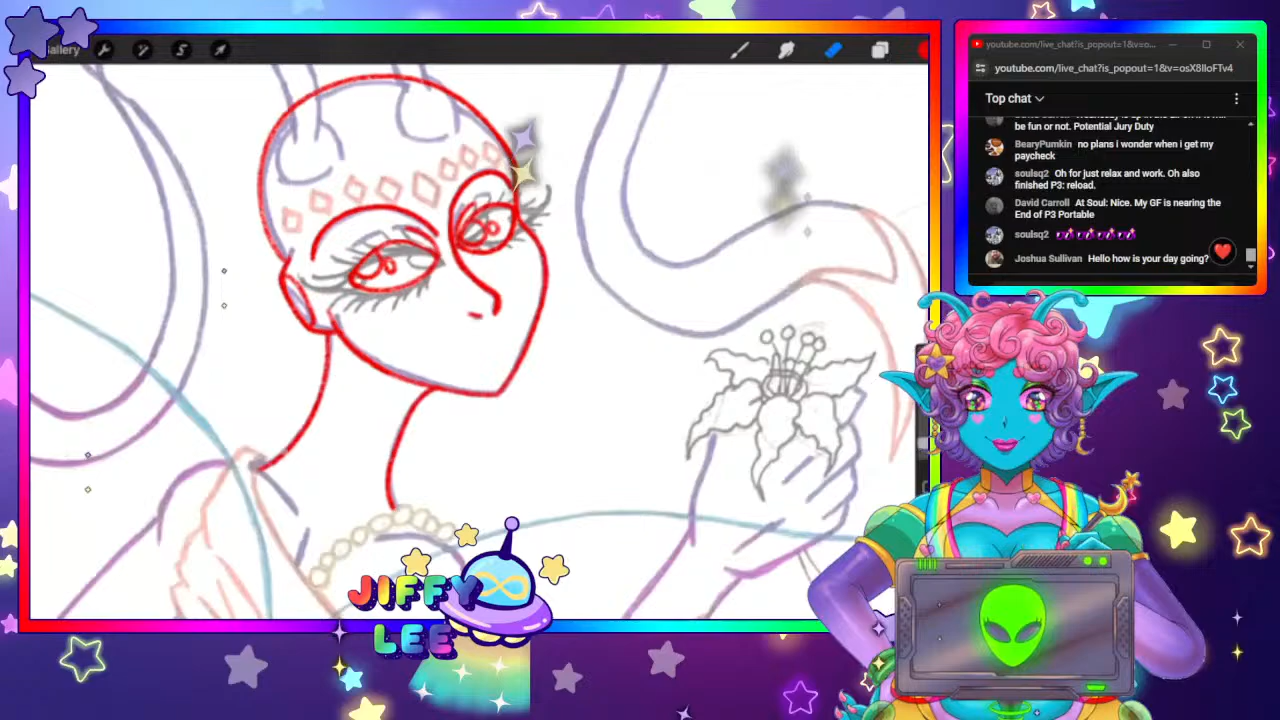 Gallery
youtube.com/live_chat?is_popout=1&v=o...
youtube.com/live_chat?is_popout=1&v=osX8IIoFTv4
Top chat
be fun or not. Potential Jury Duty
BearyPumkin no plans i wonder when i get my
paycheck
soulsq2 Oh for just relax and work. Oh also
finished P3: reload.
David Carroll At Soul: Nice. My GF is nearing the
End of P3 Portable
soulsq2
Joshua Sullivan Hello how is your day going?
JIFFY
LEE